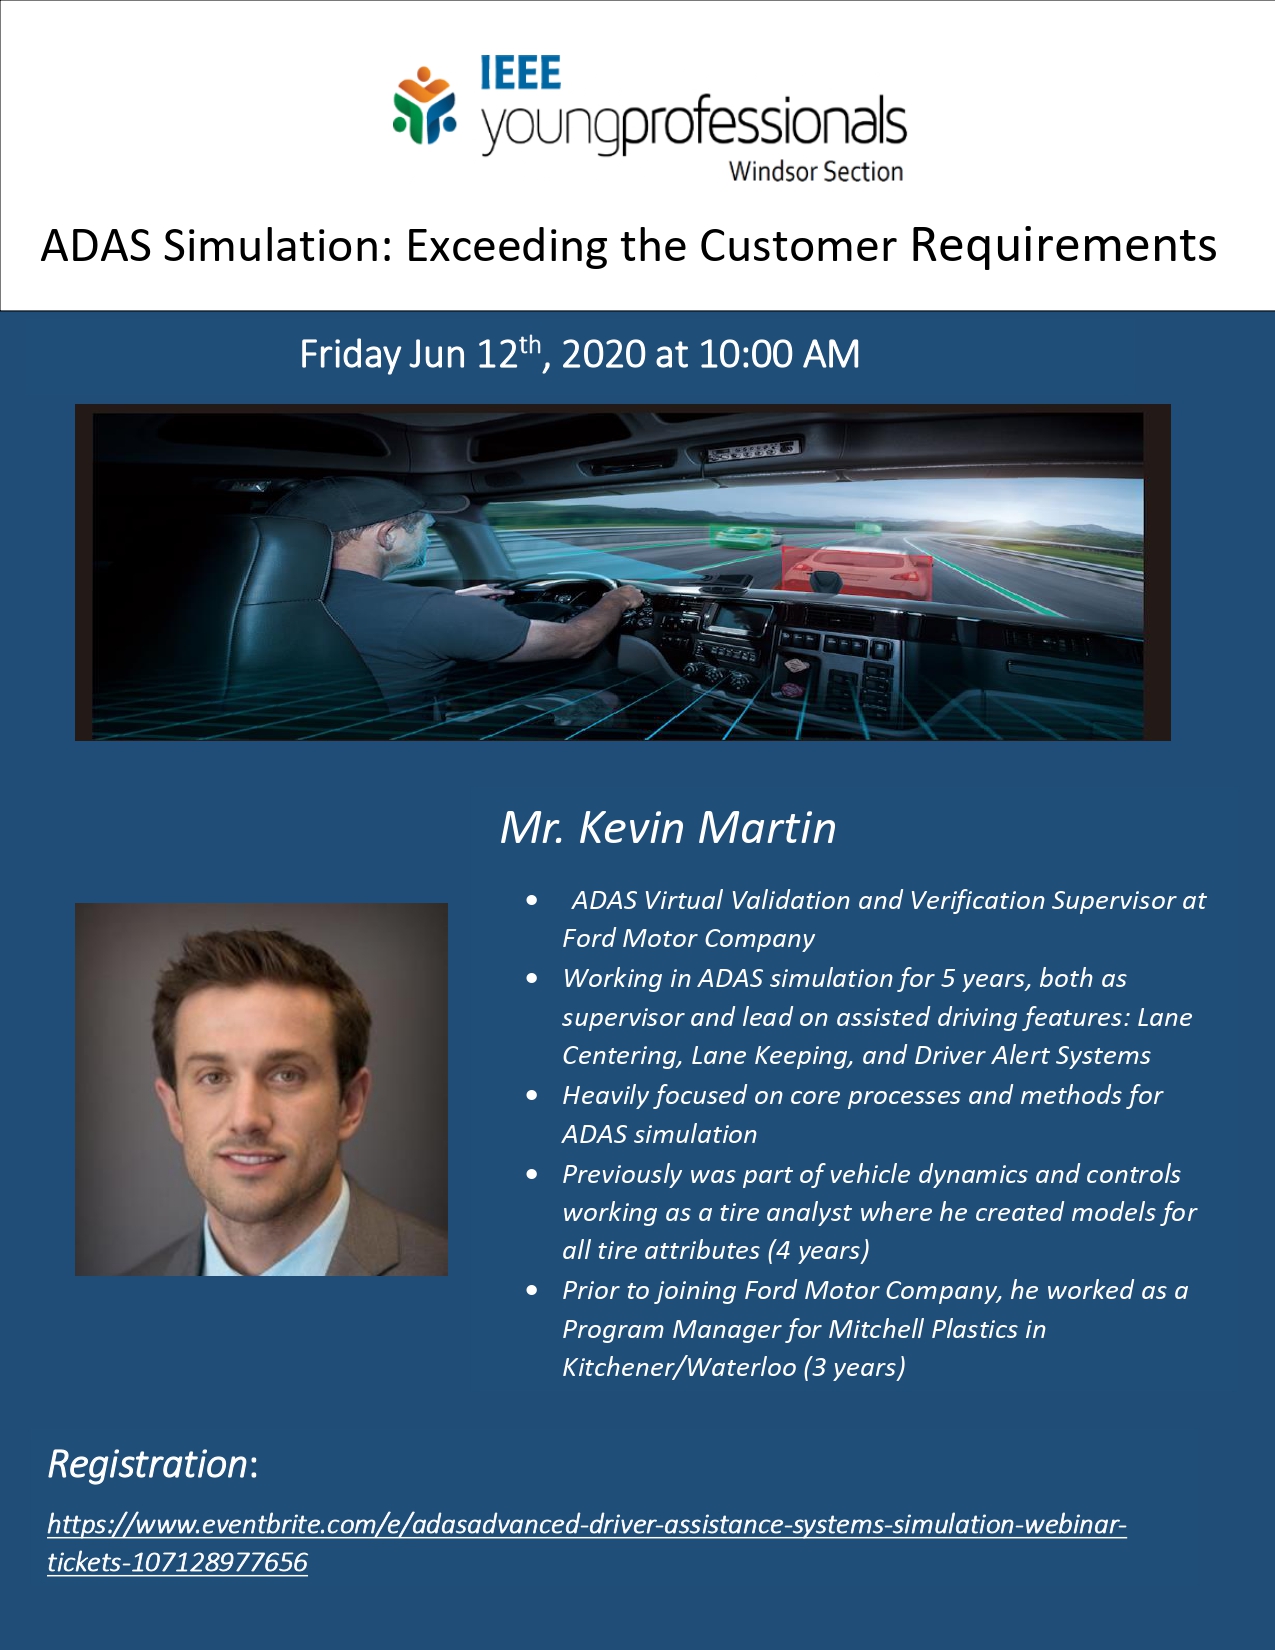 IEEE
youngprofessionals
Windsor Section
ADAS Simulation: Exceeding the Customer Requirements
Friday Jun 12th, 2020 at 10:00 AM
Mr. Kevin Martin
• ADAS Virtual Validation and Verification Supervisor at
Ford Motor Company
• Working in ADAS simulation for 5 years, both as
supervisor and lead on assisted driving features: Lane
Centering, Lane Keeping, and Driver Alert Systems
• Heavily focused on core processes and methods for
ADAS simulation
• Previously was part of vehicle dynamics and controls
working as a tire analyst where he created models for
all tire attributes (4 years)
• Prior to joining Ford Motor Company, he worked as a
Program Manager for Mitchell Plastics in
Kitchener/Waterloo (3 years)
Registration:
https://www.eventbrite.com/e/adasadvanced-driver-assistance-systems-simulation-webinar-
tickets-107128977656